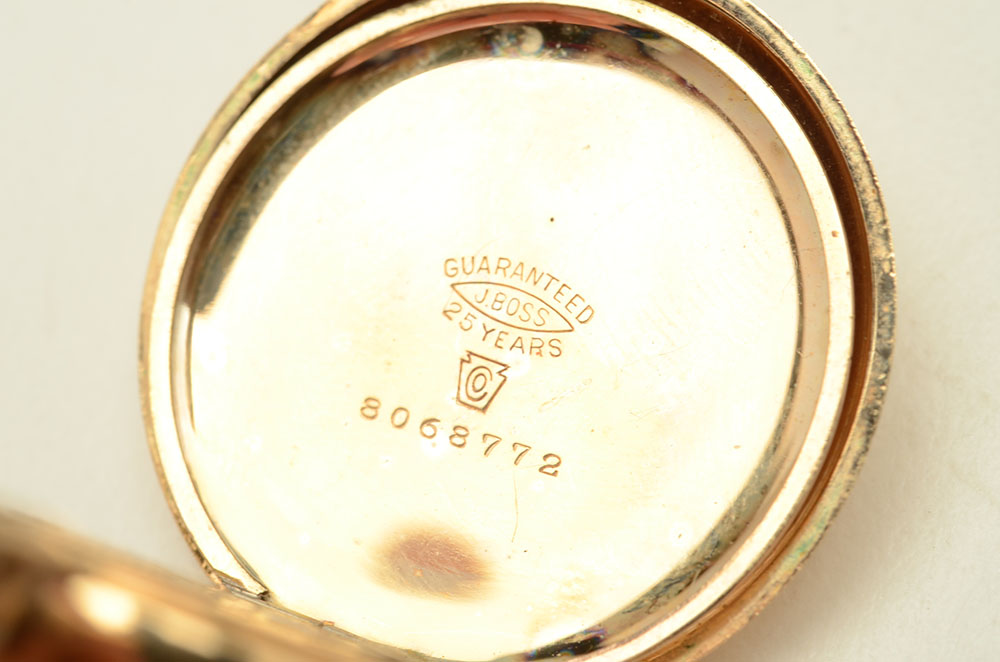 GUARANTEED
J. BOSS
25 YEARS
C
8068772